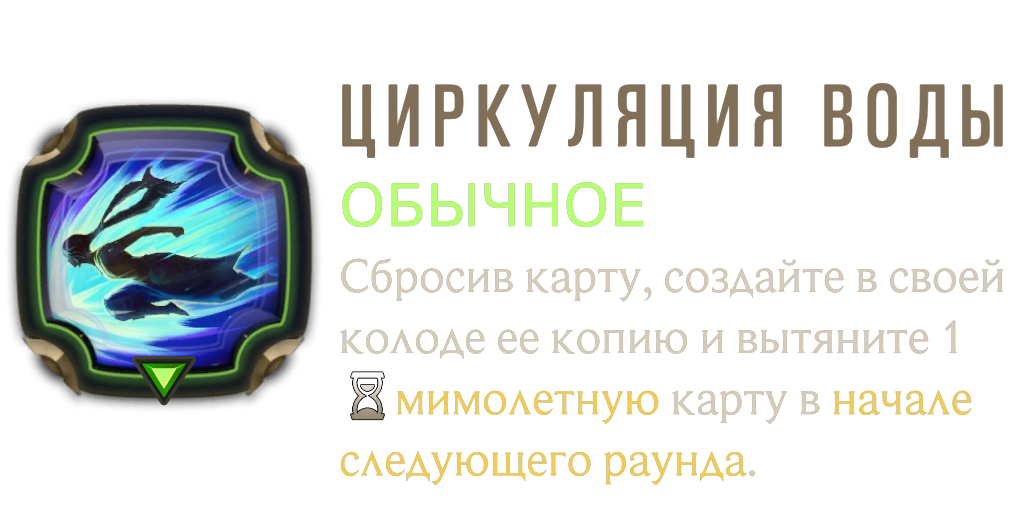 ЦИРКУЛЯЦИЯ ВОДЫ
ОБЫЧНОЕ
Сбросив карту, создайте в своей
колоде ее копию и вытяните 1
мимолетную карту в начале
следующего раунда.